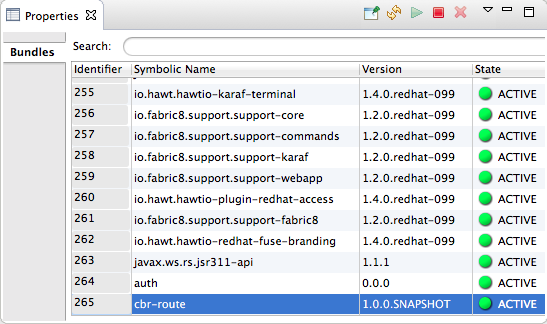 Properties
Bundles
Search:
Identifier Symbolic Name Version State
255 io.hawt.hawtio-karaf-terminal 1.4.0.redhat-099 ACTIVE
256 io.fabric8.support.support-core 1.2.0.redhat-099 ACTIVE
257 io.fabric8.support.support-commands 1.2.0.redhat-099 ACTIVE
258 io.fabric8.support.support-karaf 1.2.0.redhat-099 ACTIVE
259 io.fabric8.support.support-webapp 1.2.0.redhat-099 ACTIVE
260 io.hawt.hawtio-plugin-redhat-access 1.4.0.redhat-099 ACTIVE
261 io.fabric8.support.support-fabric8 1.2.0.redhat-099 ACTIVE
262 io.hawt.hawtio-redhat-fuse-branding 1.4.0.redhat-099 ACTIVE
263 javax.ws.rs.jsr311-api 1.1.1 ACTIVE
264 auth 0.0.0 ACTIVE
265 cbr-route 1.0.0.SNAPSHOT ACTIVE